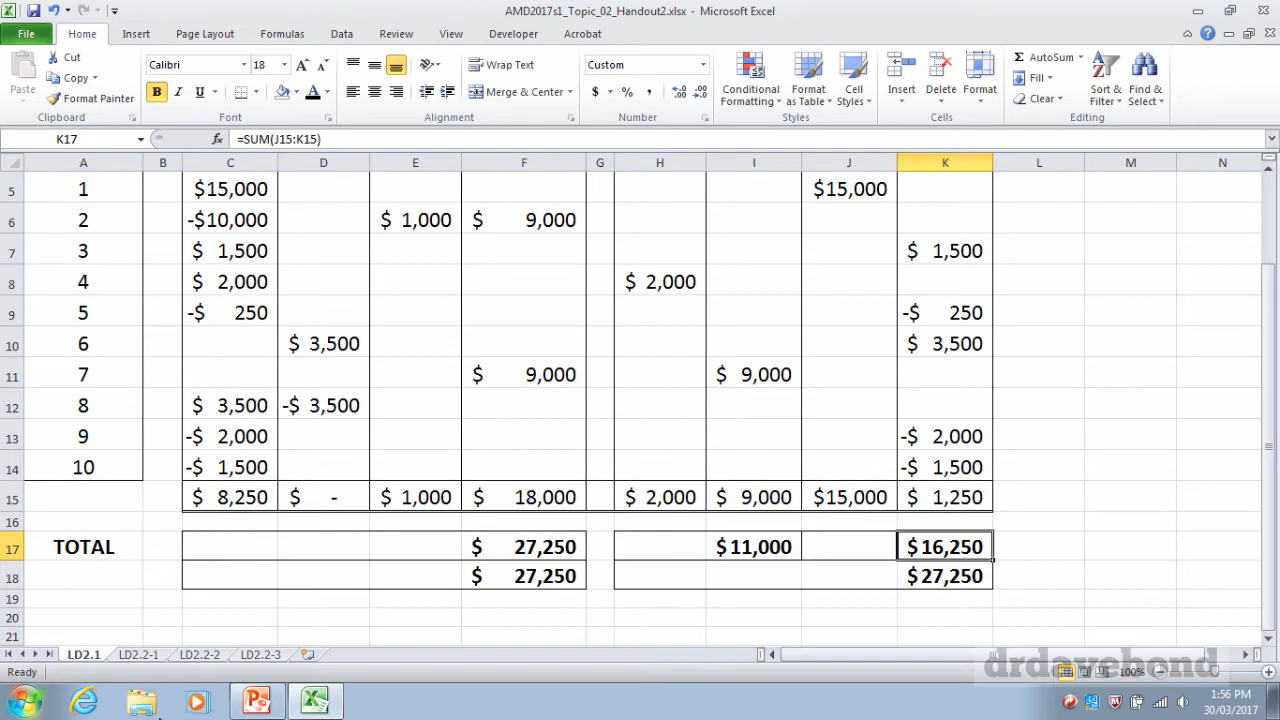 AMD2017s1_Topic_02_Handout2.xlsx - Microsoft Excel
File Home Insert Page Layout Formulas Data Review View Developer Acrobat
Paste Cut Copy Format Painter Clipboard
Calibri 18 A A B I U A Font
Wrap Text Merge & Center Alignment
Custom $ % , .0 .00 .00 .0 Number
Conditional Formatting Format as Table Cell Styles Styles
Insert Delete Format Cells
Σ AutoSum Fill Clear Sort & Filter Find & Select Editing
K17 fx =SUM(J15:K15)
A B C D E F G H I J K L M N
5 1 $15,000 $15,000
6 2 -$10,000 $ 1,000 $ 9,000
7 3 $ 1,500 $ 1,500
8 4 $ 2,000 $ 2,000
9 5 -$ 250 -$ 250
10 6 $ 3,500 $ 3,500
11 7 $ 9,000 $ 9,000
12 8 $ 3,500 -$ 3,500
13 9 -$ 2,000 -$ 2,000
14 10 -$ 1,500 -$ 1,500
15 $ 8,250 $ - $ 1,000 $ 18,000 $ 2,000 $ 9,000 $15,000 $ 1,250
16
17 TOTAL $ 27,250 $11,000 $16,250
18 $ 27,250 $27,250
19
20
21
LD2.1 LD2.2-1 LD2.2-2 LD2.2-3
drdavebond
Ready 100%
1:56 PM
30/03/2017